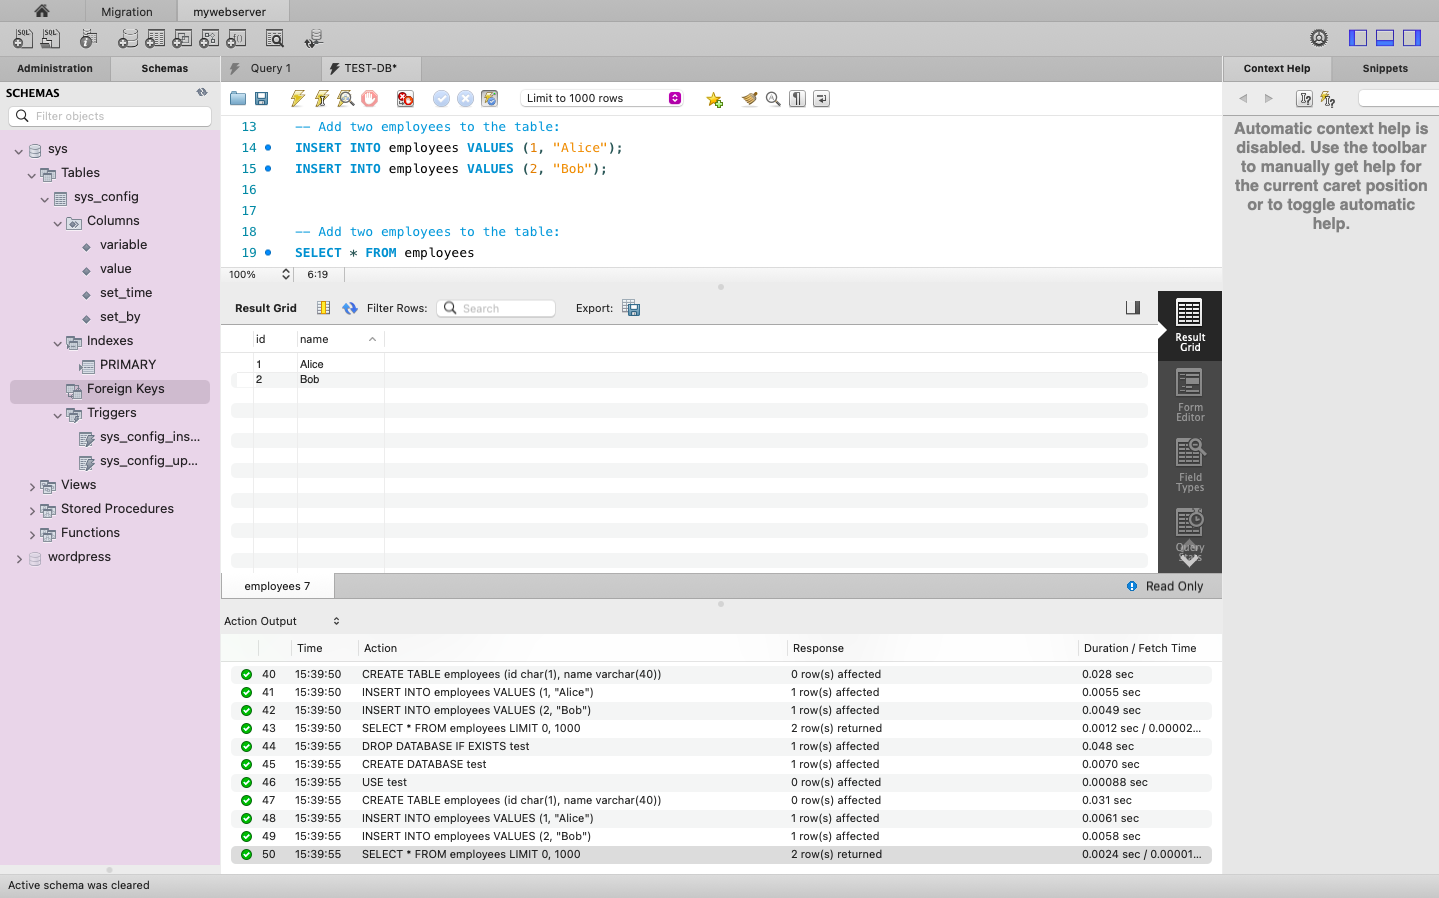 Migration
mywebserver
Administration
Schemas
Query 1
TEST-DB*
Context Help
Snippets
SCHEMAS
Filter objects
Limit to 1000 rows
sys
Tables
sys_config
Columns
variable
value
set_time
set_by
Indexes
PRIMARY
Foreign Keys
Triggers
sys_config_ins...
sys_config_up...
Views
Stored Procedures
Functions
wordpress
13 -- Add two employees to the table:
14 INSERT INTO employees VALUES (1, "Alice");
15 INSERT INTO employees VALUES (2, "Bob");
16
17
18 -- Add two employees to the table:
19 SELECT * FROM employees
100% 6:19
Automatic context help is
disabled. Use the toolbar
to manually get help for
the current caret position
or to toggle automatic
help.
Result Grid Filter Rows: Search Export:
id name
1 Alice
2 Bob
Result
Grid
Form
Editor
Field
Types
Query
Stats
employees 7
Read Only
Action Output
Time Action Response Duration / Fetch Time
40 15:39:50 CREATE TABLE employees (id char(1), name varchar(40)) 0 row(s) affected 0.028 sec
41 15:39:50 INSERT INTO employees VALUES (1, "Alice") 1 row(s) affected 0.0055 sec
42 15:39:50 INSERT INTO employees VALUES (2, "Bob") 1 row(s) affected 0.0049 sec
43 15:39:50 SELECT * FROM employees LIMIT 0, 1000 2 row(s) returned 0.0012 sec / 0.00002...
44 15:39:55 DROP DATABASE IF EXISTS test 1 row(s) affected 0.048 sec
45 15:39:55 CREATE DATABASE test 1 row(s) affected 0.0070 sec
46 15:39:55 USE test 0 row(s) affected 0.00088 sec
47 15:39:55 CREATE TABLE employees (id char(1), name varchar(40)) 0 row(s) affected 0.031 sec
48 15:39:55 INSERT INTO employees VALUES (1, "Alice") 1 row(s) affected 0.0061 sec
49 15:39:55 INSERT INTO employees VALUES (2, "Bob") 1 row(s) affected 0.0058 sec
50 15:39:55 SELECT * FROM employees LIMIT 0, 1000 2 row(s) returned 0.0024 sec / 0.00001...
Active schema was cleared